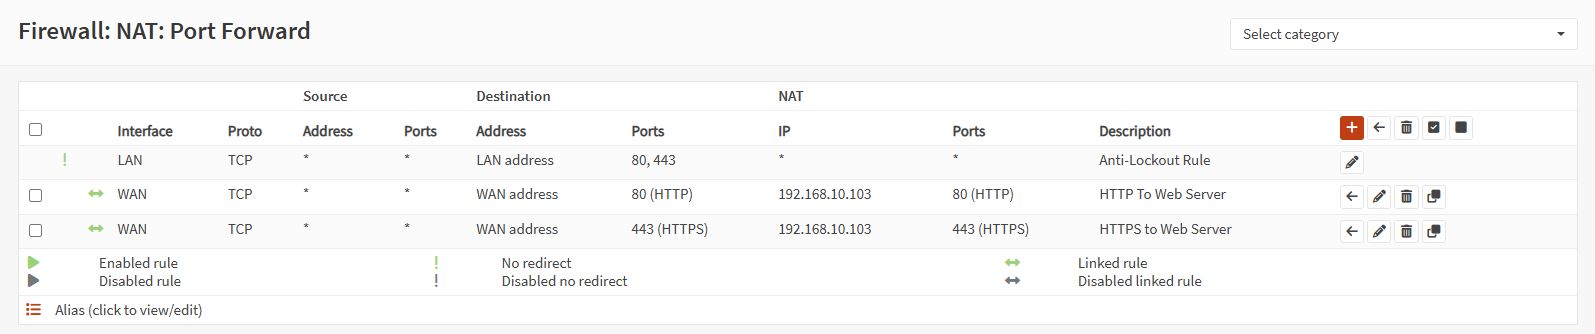 Firewall: NAT: Port Forward
Select category
Source Destination NAT
Interface Proto Address Ports Address Ports IP Ports Description
LAN TCP * * LAN address 80, 443 * * Anti-Lockout Rule
WAN TCP * * WAN address 80 (HTTP) 192.168.10.103 80 (HTTP) HTTP To Web Server
WAN TCP * * WAN address 443 (HTTPS) 192.168.10.103 443 (HTTPS) HTTPS to Web Server
Enabled rule No redirect Linked rule
Disabled rule Disabled no redirect Disabled linked rule
Alias (click to view/edit)